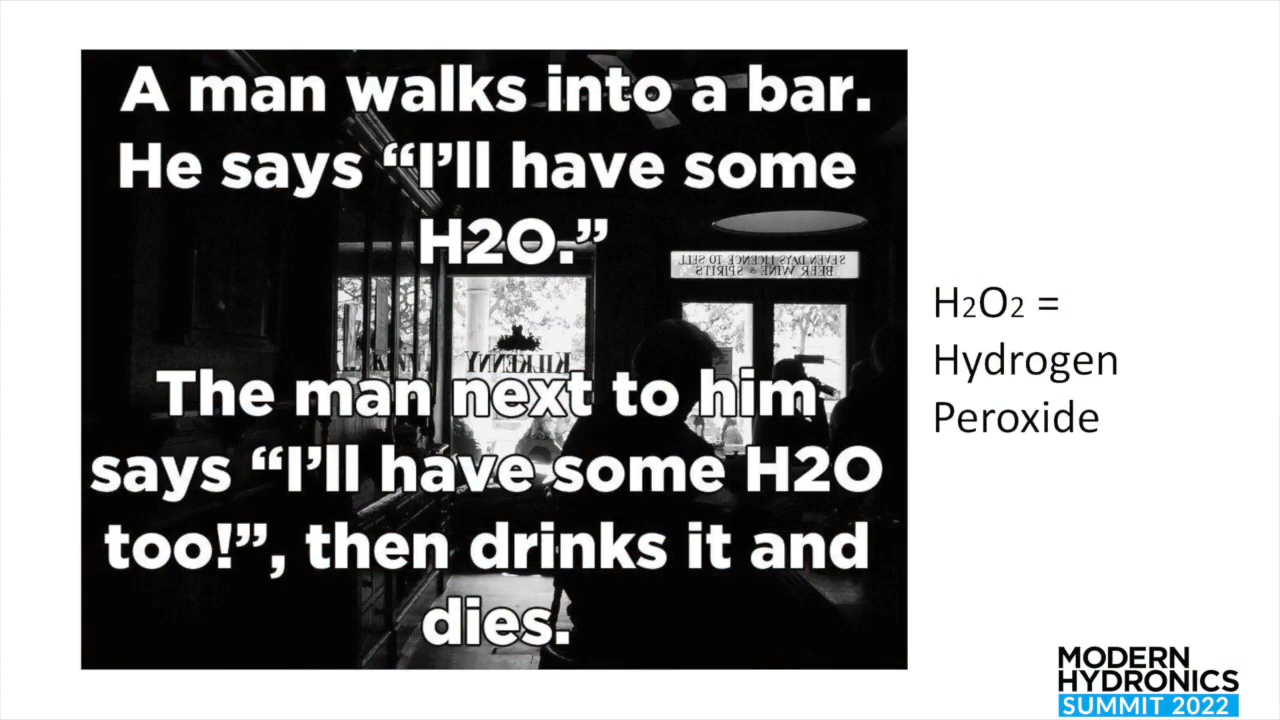 A man walks into a bar.
He says “I’ll have some
H2O.”
SEVEN DAYS LICENCE TO SELL
BEER WINE & SPIRITS
KILKENNY
The man next to him
says “I’ll have some H2O
too!”, then drinks it and
dies.
H2O2 =
Hydrogen
Peroxide
MODERN
HYDRONICS
SUMMIT 2022